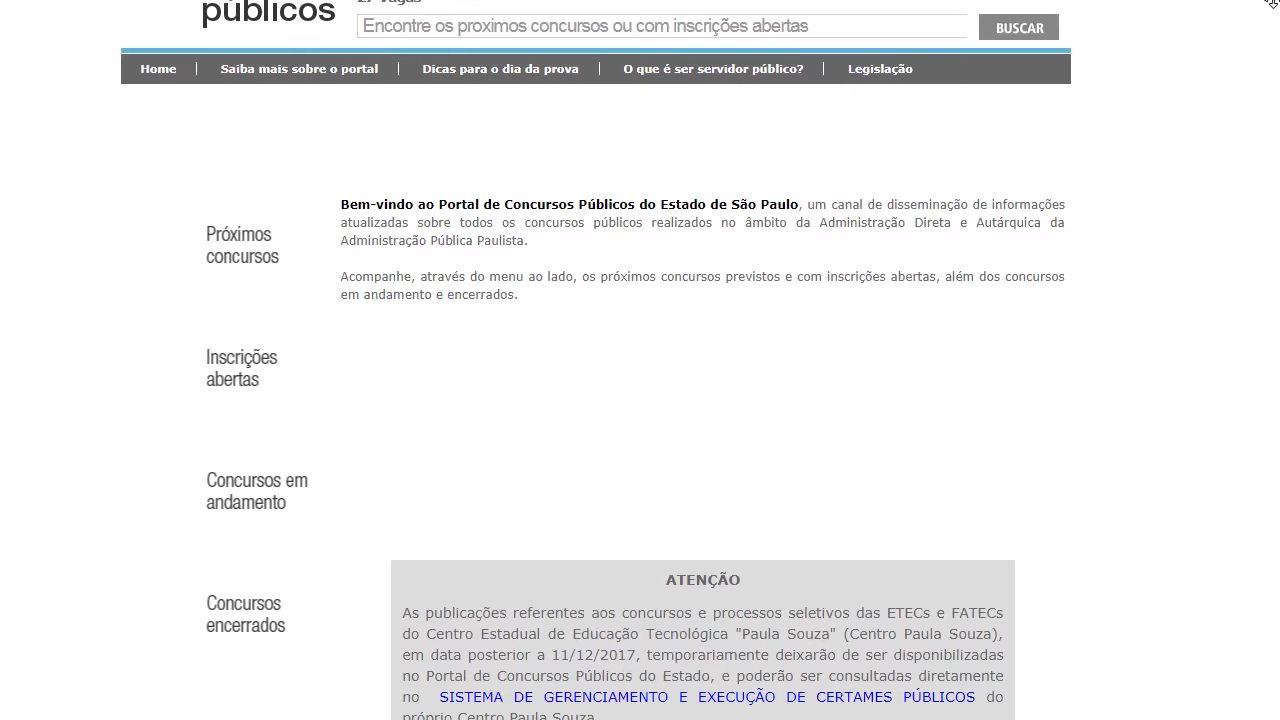 públicos
27 vagas
Encontre os proximos concursos ou com inscrições abertas
BUSCAR
Home
Saiba mais sobre o portal
Dicas para o dia da prova
O que é ser servidor público?
Legislação
Bem-vindo ao Portal de Concursos Públicos do Estado de São Paulo, um canal de disseminação de informações
atualizadas sobre todos os concursos públicos realizados no âmbito da Administração Direta e Autárquica da
Administração Pública Paulista.
Acompanhe, através do menu ao lado, os próximos concursos previstos e com inscrições abertas, além dos concursos
em andamento e encerrados.
Próximos
concursos
Inscrições
abertas
Concursos em
andamento
Concursos
encerrados
ATENÇÃO
As publicações referentes aos concursos e processos seletivos das ETECs e FATECs
do Centro Estadual de Educação Tecnológica "Paula Souza" (Centro Paula Souza),
em data posterior a 11/12/2017, temporariamente deixarão de ser disponibilizadas
no Portal de Concursos Públicos do Estado, e poderão ser consultadas diretamente
no SISTEMA DE GERENCIAMENTO E EXECUÇÃO DE CERTAMES PÚBLICOS do
próprio Centro Paula Souza.